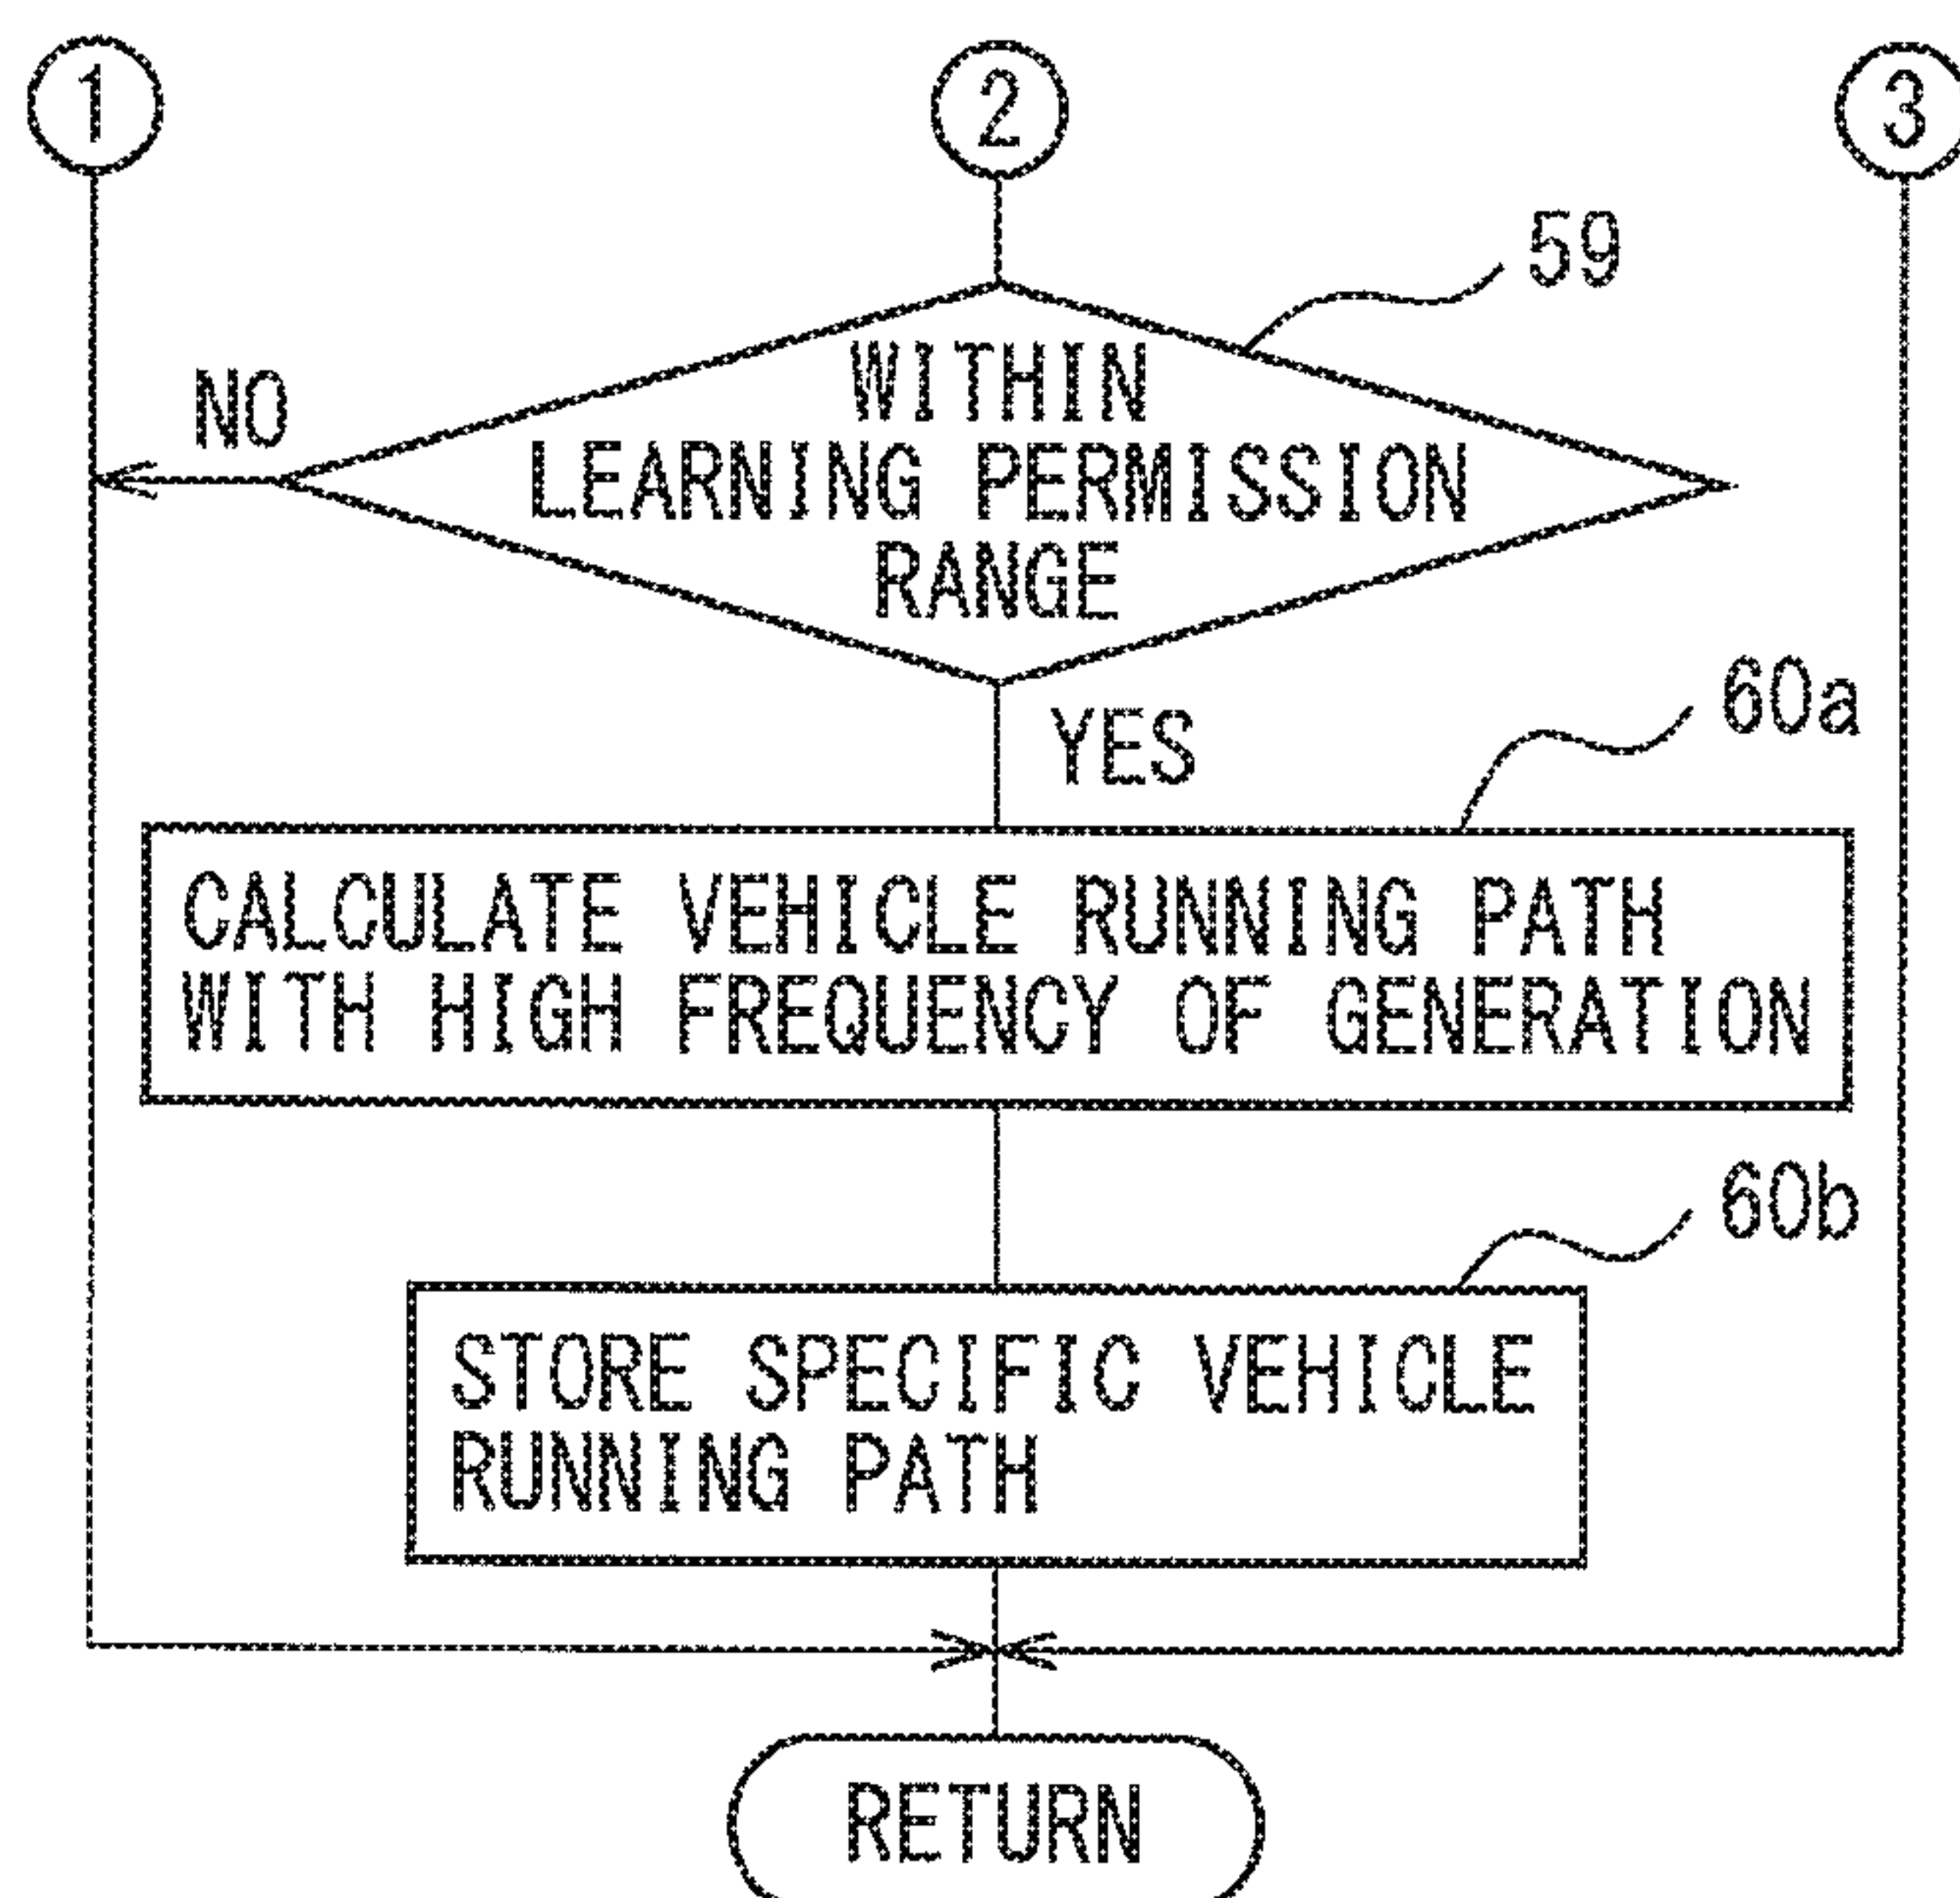 1
2
3
59
NO
WITHIN
LEARNING PERMISSION
RANGE
YES
60a
CALCULATE VEHICLE RUNNING PATH
WITH HIGH FREQUENCY OF GENERATION
60b
STORE SPECIFIC VEHICLE
RUNNING PATH
RETURN